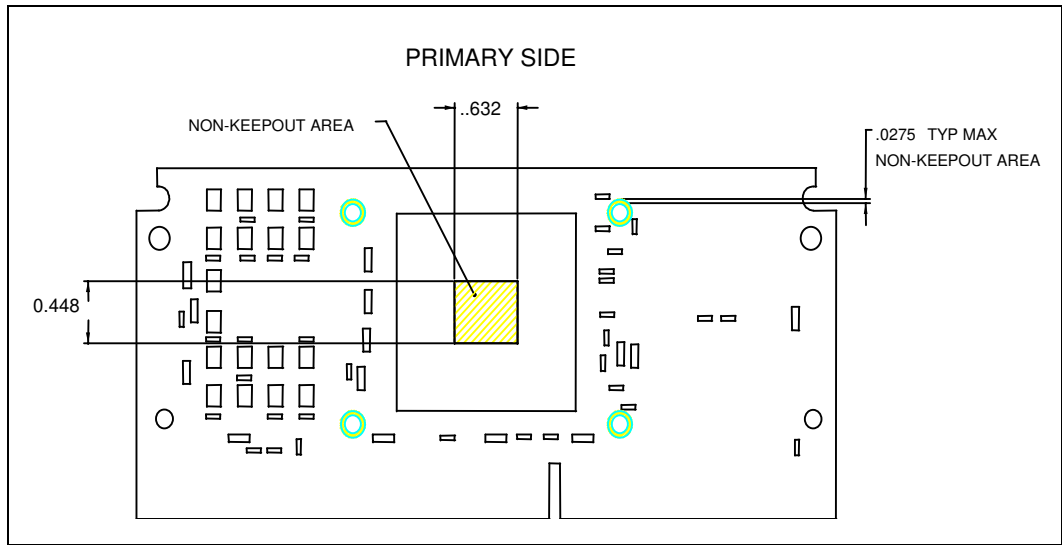 PRIMARY SIDE
..632
NON-KEEPOUT AREA
.0275 TYP MAX
NON-KEEPOUT AREA
0.448